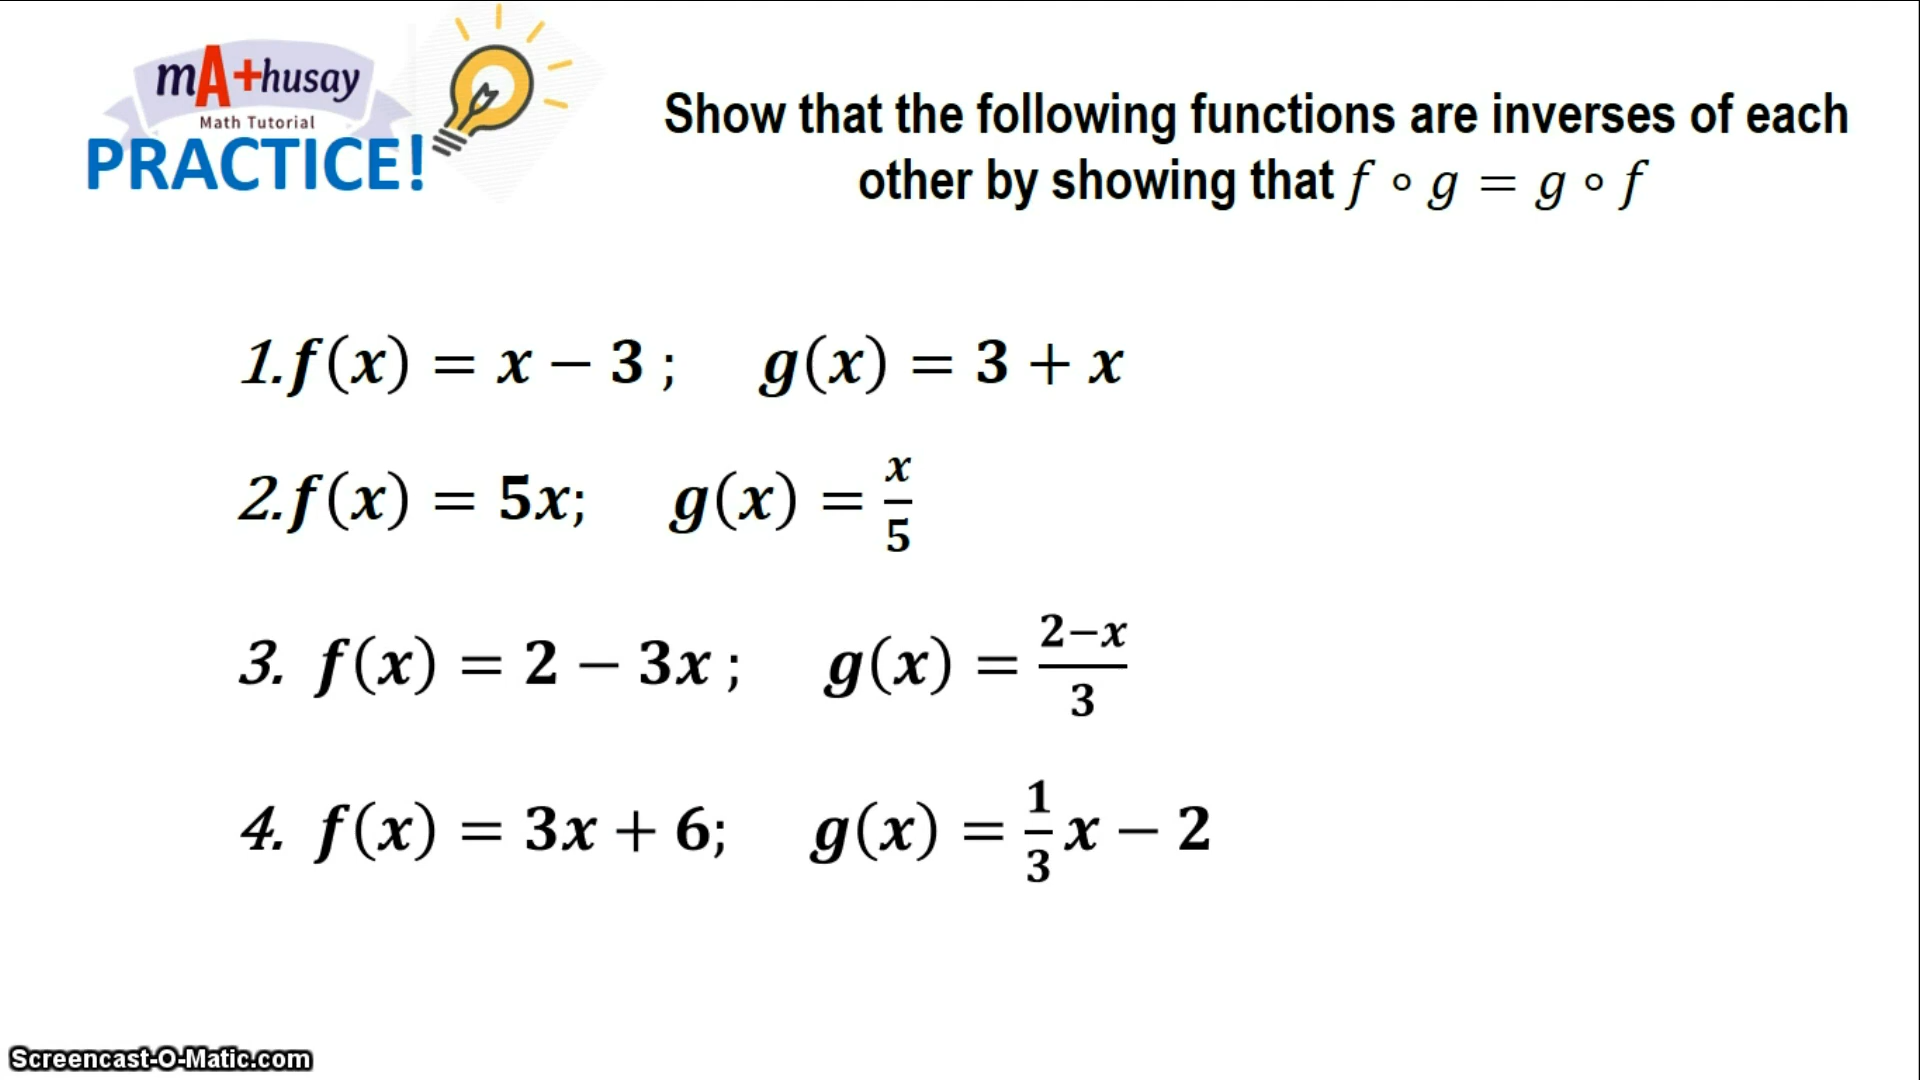 mA+husay
Math Tutorial
PRACTICE!
Show that the following functions are inverses of each
other by showing that f ∘ g = g ∘ f
1. f(x) = x − 3 ; g(x) = 3 + x
2. f(x) = 5x; g(x) = x/5
3. f(x) = 2 − 3x ; g(x) = (2−x)/3
4. f(x) = 3x + 6; g(x) = 1/3 x − 2
Screencast-O-Matic.com